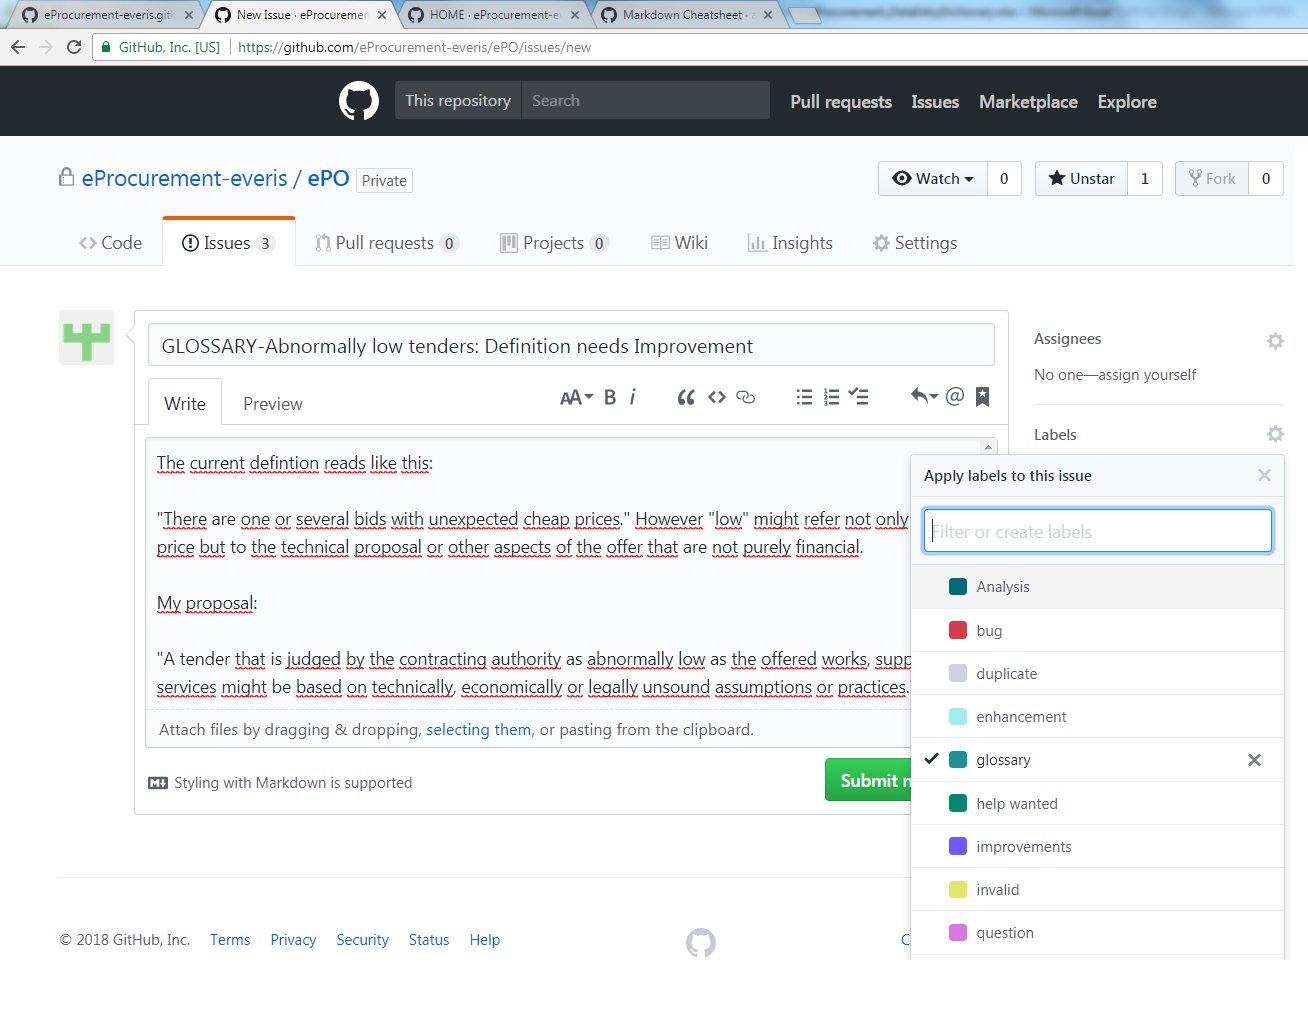 eProcurement-everis.gith
New Issue · eProcuremen
HOME · eProcurement-e
Markdown Cheatsheet · a
GitHub, Inc. [US]
https://github.com/eProcurement-everis/ePO/issues/new
This repository
Search
Pull requests
Issues
Marketplace
Explore
eProcurement-everis / ePO
Private
Watch
0
Unstar
1
Fork
0
Code
Issues 3
Pull requests 0
Projects 0
Wiki
Insights
Settings
GLOSSARY-Abnormally low tenders: Definition needs Improvement
Write
Preview
AA
B
i
@
The current defintion reads like this:
"There are one or several bids with unexpected cheap prices." However "low" might refer not only
price but to the technical proposal or other aspects of the offer that are not purely financial.
My proposal:
"A tender that is judged by the contracting authority as abnormally low as the offered works, supp
services might be based on technically, economically or legally unsound assumptions or practices.
Attach files by dragging & dropping, selecting them, or pasting from the clipboard.
Styling with Markdown is supported
Submit n
Assignees
No one—assign yourself
Labels
Apply labels to this issue
Filter or create labels
Analysis
bug
duplicate
enhancement
glossary
help wanted
improvements
invalid
question
© 2018 GitHub, Inc.
Terms
Privacy
Security
Status
Help
C